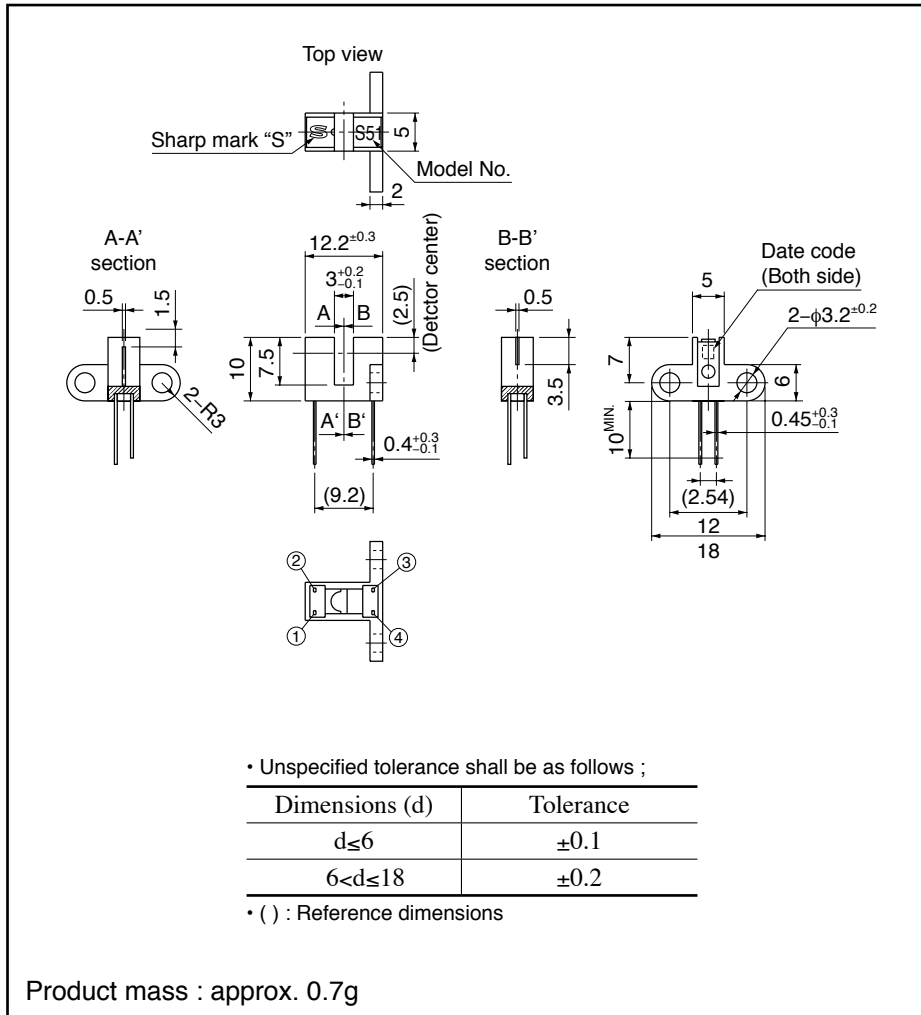 Top view
Sharp mark “S”
S
S51
5
Model No.
2
A-A’
section
0.5
1.5
2–R3
12.2±0.3
3+0.2 −0.1
A B
(2.5)
(Detctor center)
10
7.5
A‘ B‘
0.4+0.3 −0.1
(9.2)
B-B’
section
0.5
3.5
Date code
(Both side)
5
2–φ3.2±0.2
7
6
10MIN.
0.45+0.3 −0.1
(2.54)
12
18
② ③
① ④
• Unspecified tolerance shall be as follows ;
Dimensions (d) Tolerance
d≤6 ±0.1
6<d≤18 ±0.2
• ( ) : Reference dimensions
Product mass : approx. 0.7g